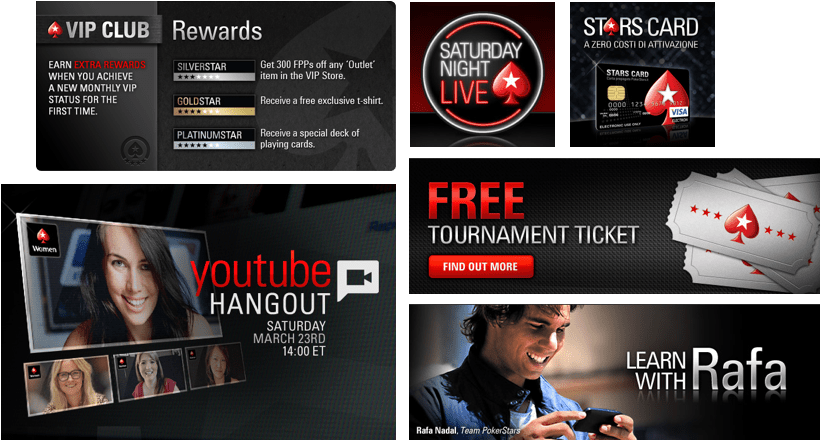 VIP CLUB
Rewards
EARN EXTRA REWARDS
WHEN YOU ACHIEVE
A NEW MONTHLY VIP
STATUS FOR THE
FIRST TIME.
SILVERSTAR
Get 300 FPPs off any 'Outlet'
item in the VIP Store.
GOLDSTAR
Receive a free exclusive t-shirt.
PLATINUMSTAR
Receive a special deck of
playing cards.
SATURDAY
NIGHT
LIVE
STARS CARD
A ZERO COSTI DI ATTIVAZIONE
STARS CARD
VISA
FREE
TOURNAMENT TICKET
FIND OUT MORE
Women
youtube
HANGOUT
SATURDAY
MARCH 23RD
14:00 ET
LEARN
WITH Rafa
Rafa Nadal, Team PokerStars